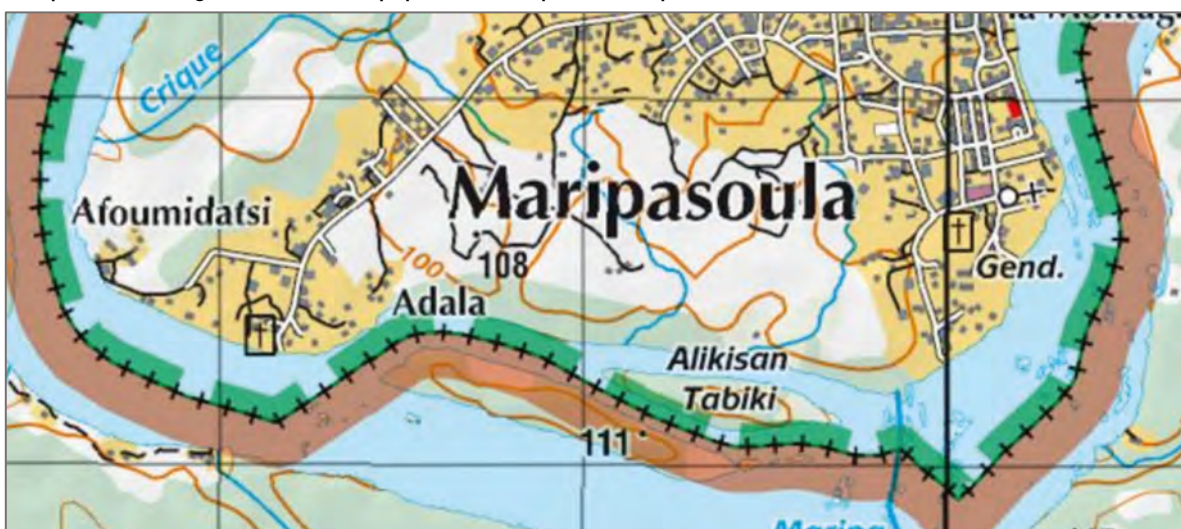 Crique
Maripasoula
Afoumidatsi
100
108
Gend.
Adala
Alikisan
Tabiki
111